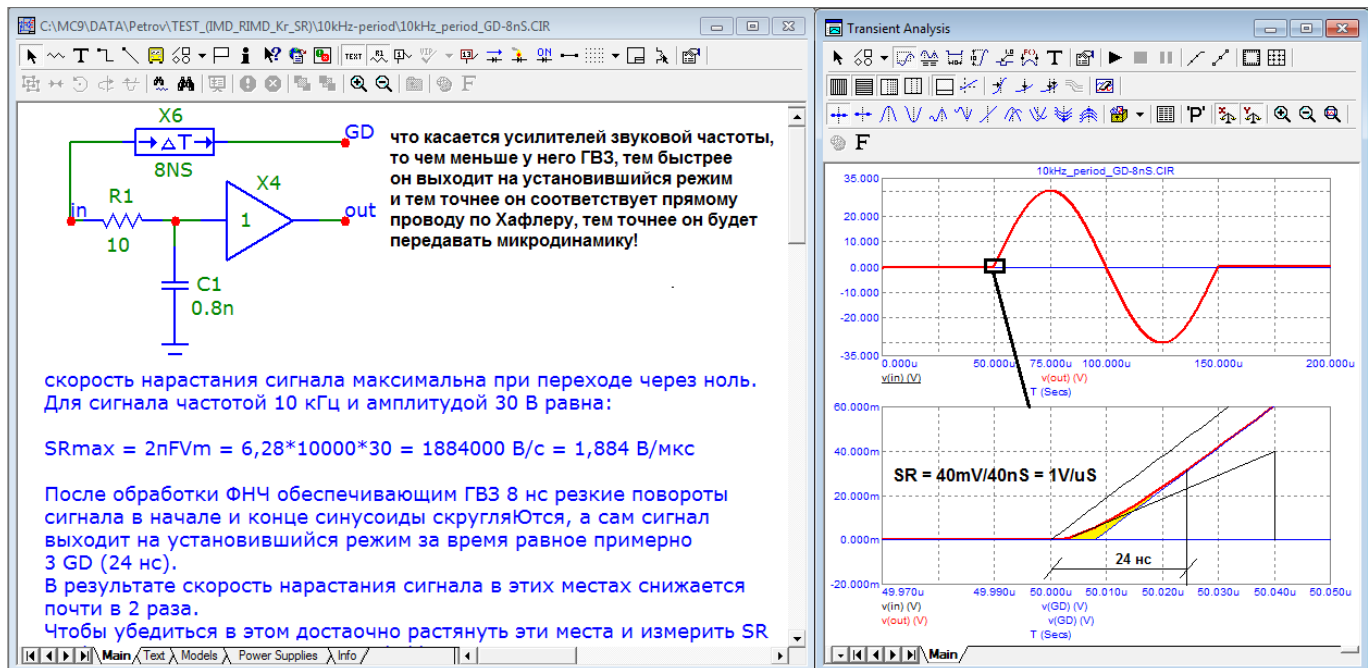 C:\MC9\DATA\Petrov\TEST_(IMD_RIMD_Kr_SR)\10kHz-period\10kHz_period_GD-8nS.CIR
X6
GD
8NS
X4
R1
in
1
out
10
C1
0.8n
что касается усилителей звуковой частоты,
то чем меньше у него ГВЗ, тем быстрее
он выходит на установившийся режим
и тем точнее он соответствует прямому
проводу по Хафлеру, тем точнее он будет
передавать микродинамику!
скорость нарастания сигнала максимальна при переходе через ноль.
Для сигнала частотой 10 кГц и амплитудой 30 В равна:
SRmax = 2πFVm = 6,28*10000*30 = 1884000 В/с = 1,884 В/мкс
После обработки ФНЧ обеспечивающим ГВЗ 8 нс резкие повороты
сигнала в начале и конце синусоиды скругляЮтся, а сам сигнал
выходит на установившийся режим за время равное примерно
3 GD (24 нс).
В результате скорость нарастания сигнала в этих местах снижается
почти в 2 раза.
Чтобы убедиться в этом достаочно растянуть эти места и измерить SR
Main Text Models Power Supplies Info
Transient Analysis
10kHz_period_GD-8nS.CIR
35.000
20.000
10.000
0.000
-10.000
-20.000
-35.000
0.000u 50.000u 75.000u 100.000u 150.000u 200.000u
v(in) (V) v(out) (V)
T (Secs)
60.000m
40.000m
SR = 40mV/40nS = 1V/uS
20.000m
0.000m
24 нс
-20.000m
49.970u 49.990u 50.000u 50.010u 50.020u 50.030u 50.040u 50.050u
v(in) (V) v(GD) (V)
v(out) (V) v(GD) (V)
T (Secs)
Main